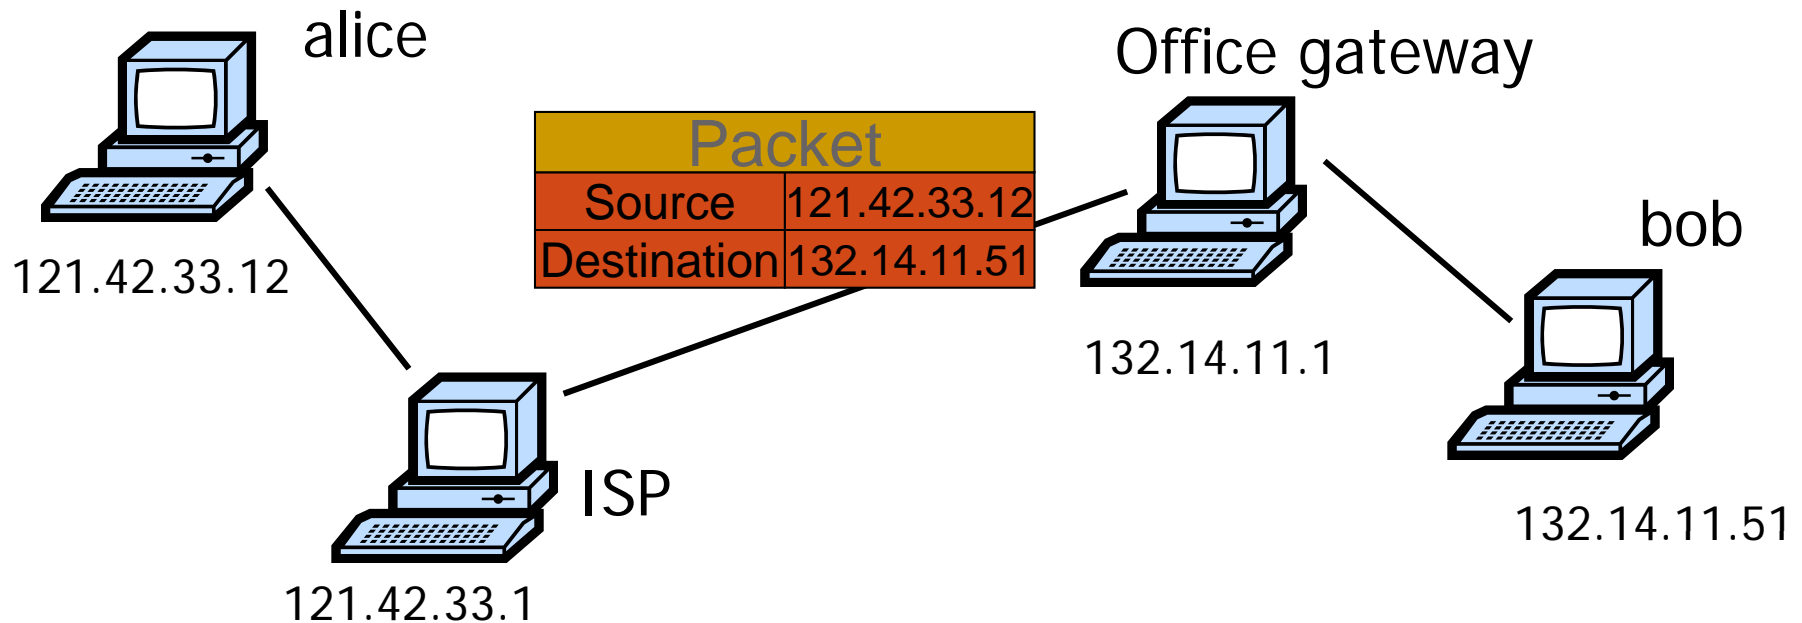 alice
Office gateway
Packet
Source 121.42.33.12
Destination 132.14.11.51
bob
121.42.33.12
132.14.11.1
ISP
132.14.11.51
121.42.33.1